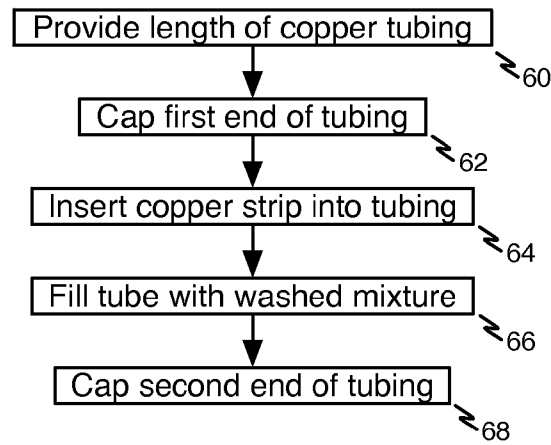 Provide length of copper tubing
60
Cap first end of tubing
62
Insert copper strip into tubing
64
Fill tube with washed mixture
66
Cap second end of tubing
68